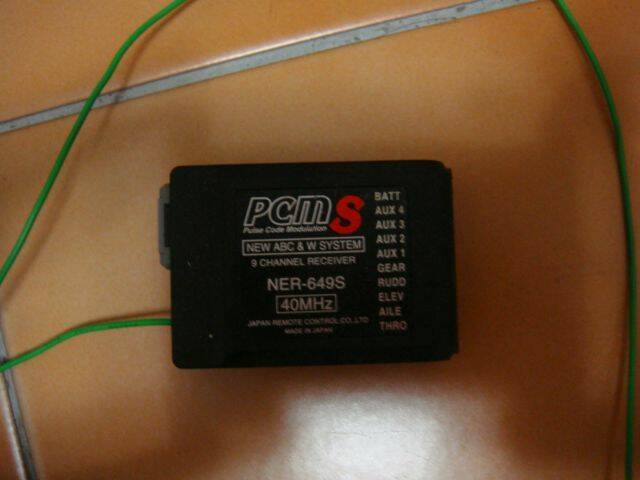 PCM S
Pulse Code Modulation
NEW ABC & W SYSTEM
9 CHANNEL RECEIVER
NER-649S
40MHz
JAPAN REMOTE CONTROL CO.,LTD
MADE IN JAPAN
BATT
AUX 4
AUX 3
AUX 2
AUX 1
GEAR
RUDD
ELEV
AILE
THRO